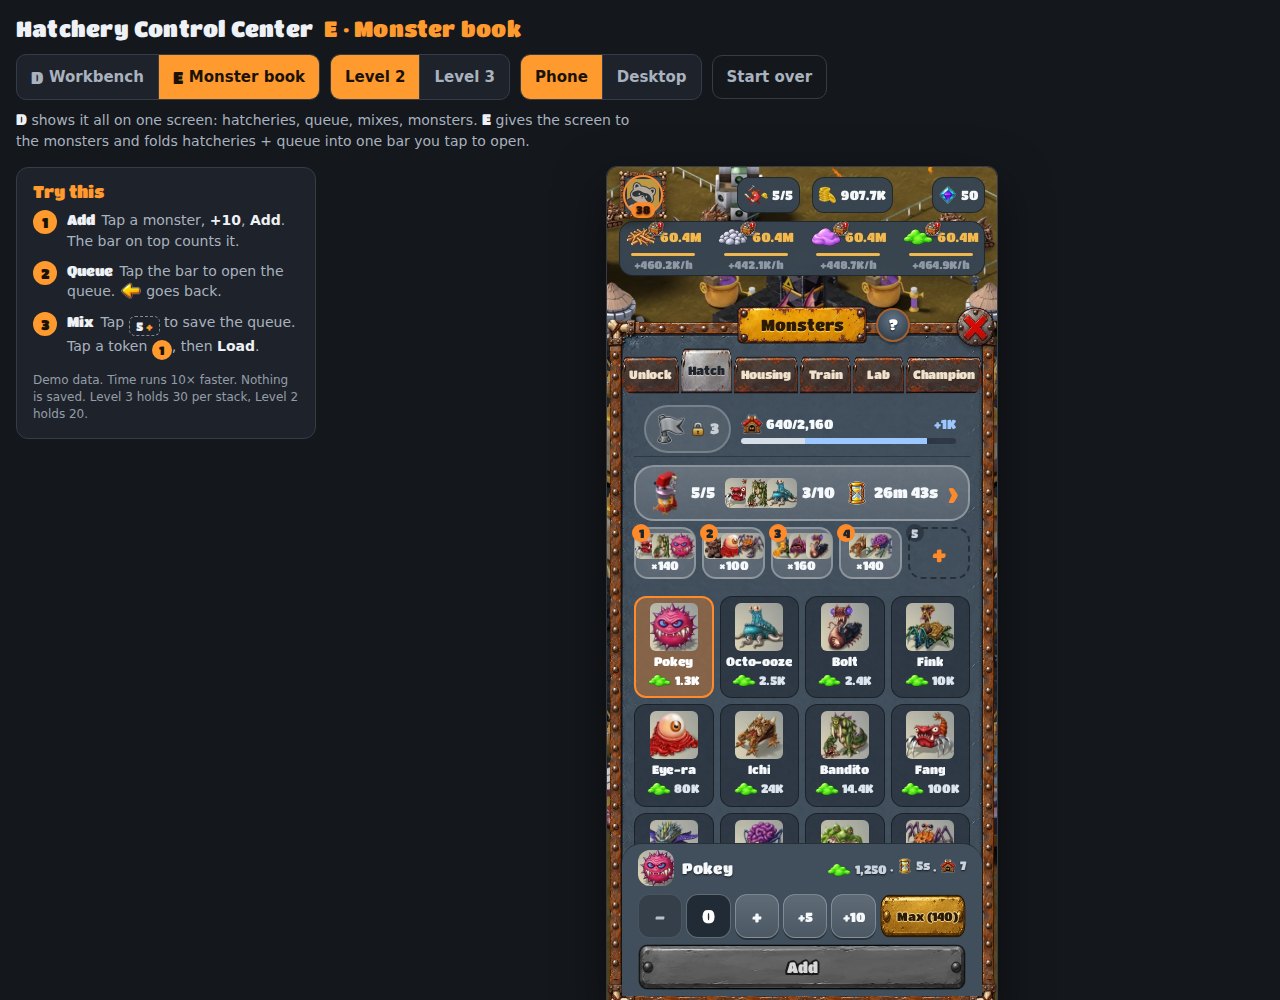 Hatchery Control Center E · Monster book
D Workbench E Monster book Level 2 Level 3 Phone Desktop Start over
D shows it all on one screen: hatcheries, queue, mixes, monsters. E gives the screen to
the monsters and folds hatcheries + queue into one bar you tap to open.
Try this
1 Add Tap a monster, +10, Add.
The bar on top counts it.
2 Queue Tap the bar to open the
queue. goes back.
3 Mix Tap 5 + to save the queue.
Tap a token 1, then Load.
Demo data. Time runs 10× faster. Nothing
is saved. Level 3 holds 30 per stack, Level 2
holds 20.
30 5/5 907.7K 50
60.4M 60.4M 60.4M 60.4M
+460.2K/h +442.1K/h +448.7K/h +464.9K/h
Monsters ?
Unlock Hatch Housing Train Lab Champion
3 640/2,160 +1K
5/5 3/10 26m 43s
1 2 3 4 5
×140 ×100 ×160 ×140 +
Pokey Octo-ooze Bolt Fink
1.3K 2.5K 2.4K 10K
Eye-ra Ichi Bandito Fang
80K 24K 14.4K 100K
Pokey 1,250 · 5s · 7
− 0 + +5 +10 Max (140)
Add